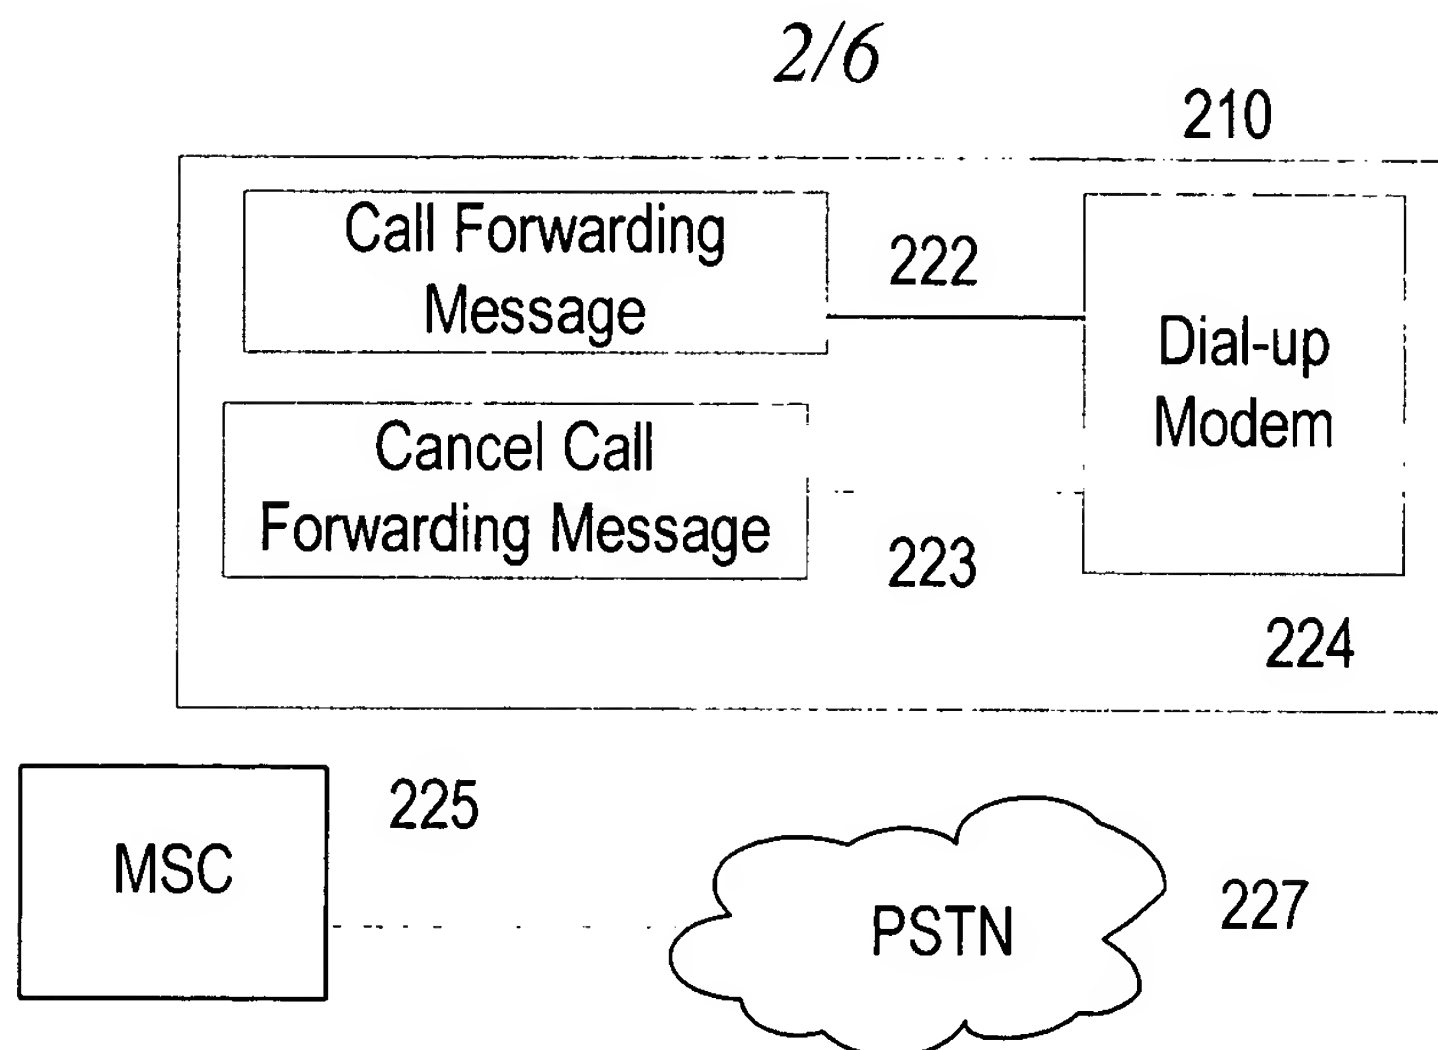 2/6
210
Call Forwarding
Message
222
Dial-up
Modem
Cancel Call
Forwarding Message
223
224
225
MSC
PSTN
227